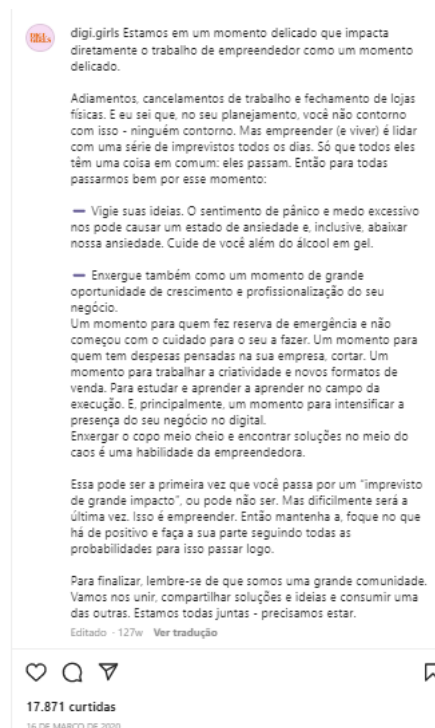 digi.girls Estamos em um momento delicado que impacta
diretamente o trabalho de empreendedor como um momento
delicado.
Adiamentos, cancelamentos de trabalho e fechamento de lojas
físicas. E eu sei que, no seu planejamento, você não contorno
com isso - ninguém contorno. Mas empreender (e viver) é lidar
com uma série de imprevistos todos os dias. Só que todos eles
têm uma coisa em comum: eles passam. Então para todas
passarmos bem por esse momento:
— Vigie suas ideias. O sentimento de pânico e medo excessivo
nos pode causar um estado de ansiedade e, inclusive, abaixar
nossa ansiedade. Cuide de você além do álcool em gel.
— Enxergue também como um momento de grande
oportunidade de crescimento e profissionalização do seu
negócio.
Um momento para quem fez reserva de emergência e não
começou com o cuidado para o seu a fazer. Um momento para
quem tem despesas pensadas na sua empresa, cortar. Um
momento para trabalhar a criatividade e novos formatos de
venda. Para estudar e aprender a aprender no campo da
execução. E, principalmente, um momento para intensificar a
presença do seu negócio no digital.
Enxergar o copo meio cheio e encontrar soluções no meio do
caos é uma habilidade da empreendedora.
Essa pode ser a primeira vez que você passa por um "imprevisto
de grande impacto", ou pode não ser. Mas dificilmente será a
última vez. Isso é empreender. Então mantenha a, foque no que
há de positivo e faça a sua parte seguindo todas as
probabilidades para isso passar logo.
Para finalizar, lembre-se de que somos uma grande comunidade.
Vamos nos unir, compartilhar soluções e ideias e consumir uma
das outras. Estamos todas juntas - precisamos estar.
Editado · 127w Ver tradução
17.871 curtidas
16 DE MARÇO DE 2020